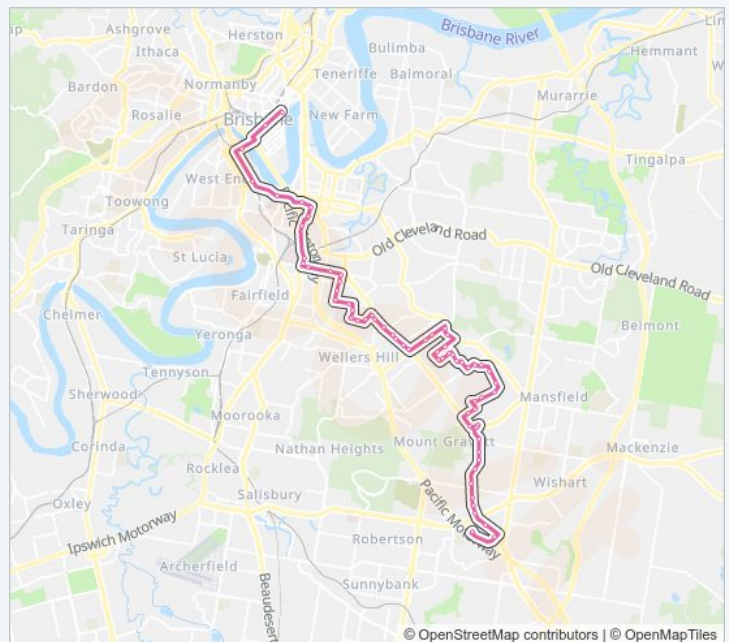 Ashgrove
Herston
Ithaca
Bulimba
Brisbane River
Hemmant
Normanby
Teneriffe
Balmoral
Bardon
Murarrie
Rosalie
Brisbane
New Farm
Tingalpa
West End
Toowong
Taringa
Old Cleveland Road
St Lucia
Old Cleveland Road
Fairfield
Chelmer
Yeronga
Belmont
Wellers Hill
Tennyson
Sherwood
Mansfield
Moorooka
Corinda
Nathan Heights
Mount Gravatt
Mackenzie
Rocklea
Wishart
Salisbury
Oxley
Pacific Motorway
Ipswich Motorway
Robertson
Archerfield
Sunnybank
Beaudesert
© OpenStreetMap contributors | © OpenMapTiles